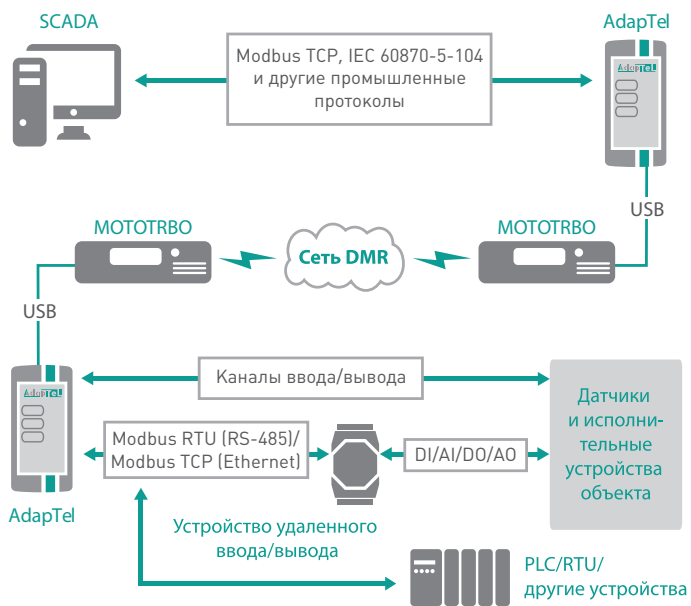 SCADA
AdapTel
Modbus TCP, IEC 60870-5-104
и другие промышленные
протоколы
AdapTeL
USB
MOTOTRBO
Сеть DMR
MOTOTRBO
USB
AdapTeL
Каналы ввода/вывода
Датчики
и исполни-
тельные
устройства
объекта
Modbus RTU (RS-485)/
Modbus TCP (Ethernet)
DI/AI/DO/AO
AdapTel
Устройство удаленного
ввода/вывода
PLC/RTU/
другие устройства